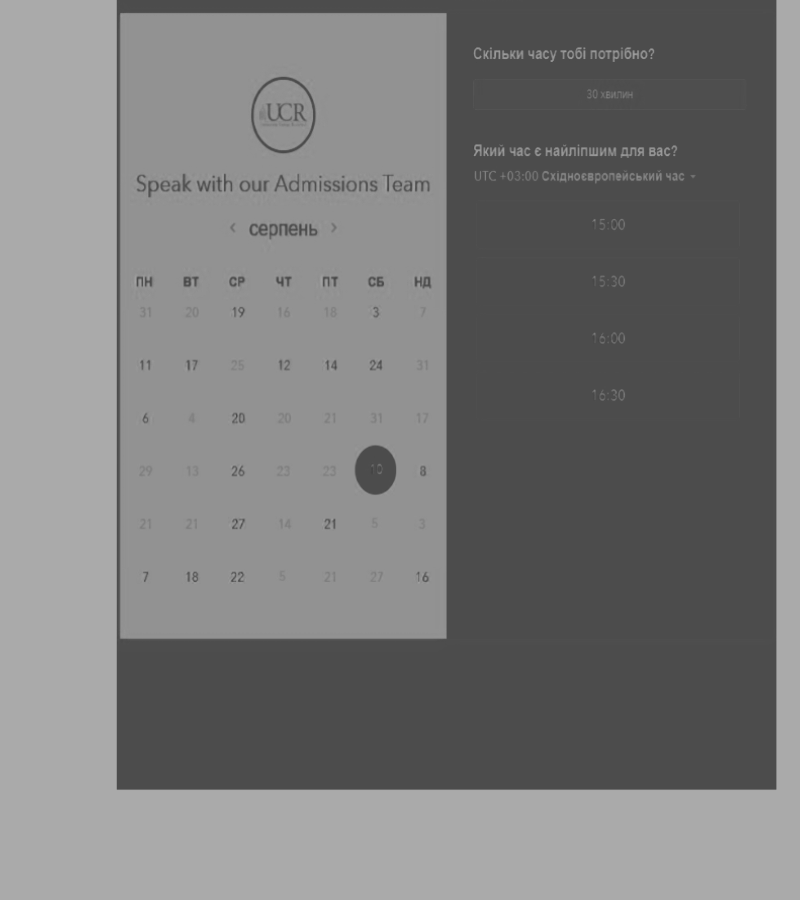 UCR
Speak with our Admissions Team
‹ серпень ›
ПН ВТ СР ЧТ ПТ СБ НД
31 20 19 16 18 3 7
11 17 25 12 14 24 31
6 4 20 20 21 31 17
29 13 26 23 23 10 8
21 21 27 14 21 5 3
7 18 22 5 21 27 16
Скільки часу тобі потрібно?
30 хвилин
Який час є найліпшим для вас?
UTC +03:00 Східноєвропейський час
15:00
15:30
16:00
16:30